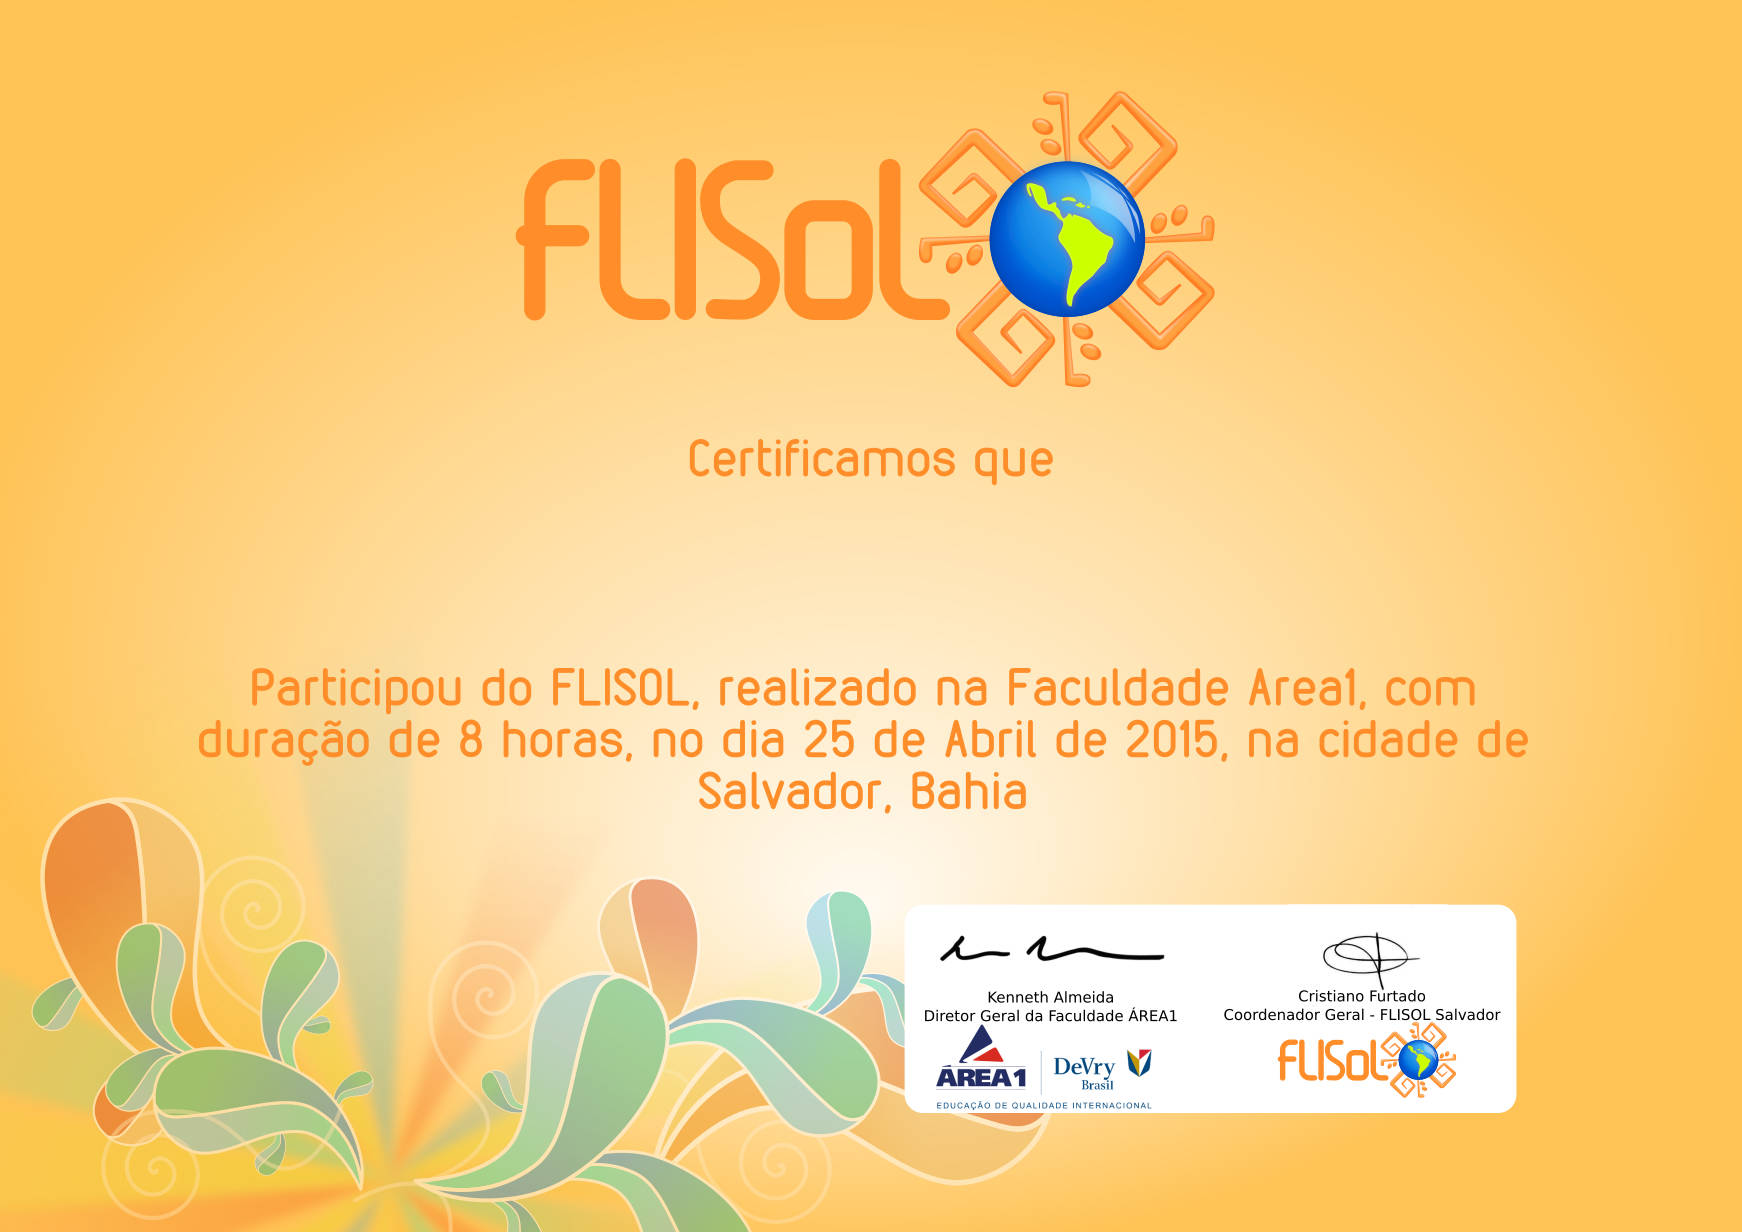 FLISoL
Certificamos que
Participou do FLISOL, realizado na Faculdade Area1, com
duração de 8 horas, no dia 25 de Abril de 2015, na cidade de
Salvador, Bahia
Kenneth Almeida
Diretor Geral da Faculdade ÁREA1
ÁREA1
DeVry
Brasil
EDUCAÇÃO DE QUALIDADE INTERNACIONAL
Cristiano Furtado
Coordenador Geral - FLISOL Salvador
FLISoL